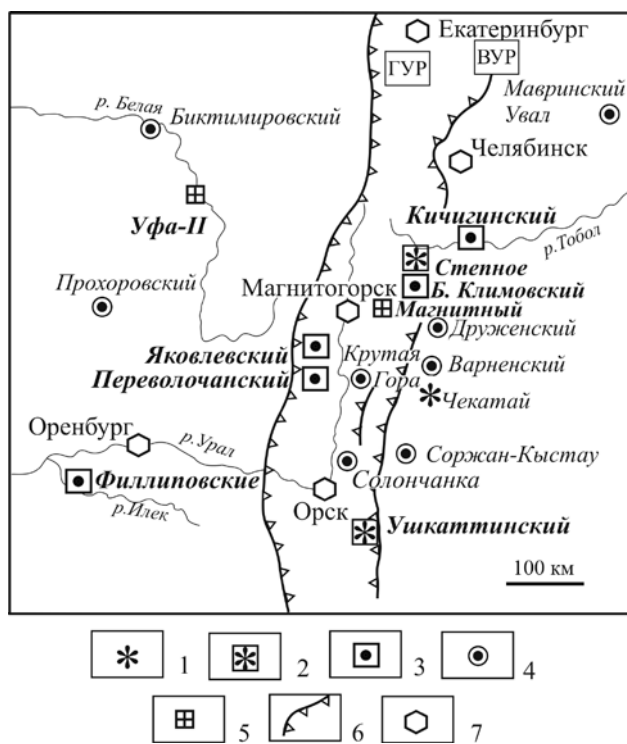 Екатеринбург
ГУР
ВУР
Мавринский
Увал
р. Белая
Биктимировский
Челябинск
Уфа-II
Кичигинский
р.Тобол
Степное
Прохоровский
Магнитогорск
Б. Климовский
Магнитный
Друженский
Яковлевский
Крутая
Гора
Варненский
Переволочанский
Чекатай
Оренбург
р.Урал
Соржан-Кыстау
Филлипповские
Солончанка
р.Илек
Орск
Ушкаттинский
100 км
1
2
3
4
5
6
7